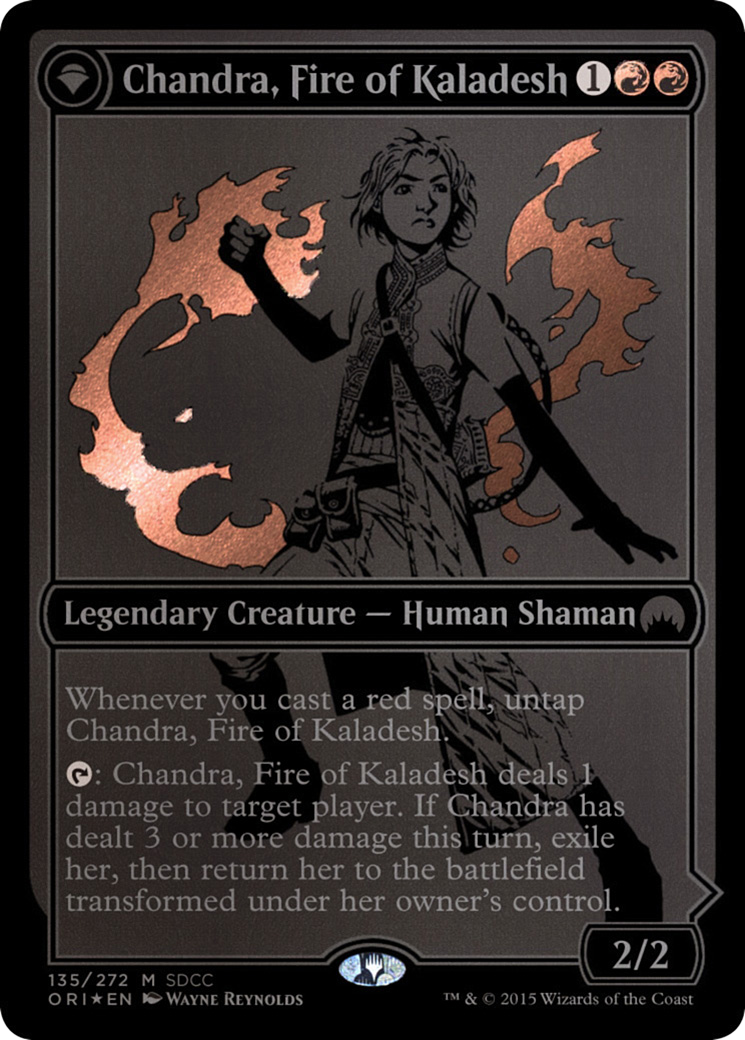 Chandra, Fire of Kaladesh 1
Legendary Creature — Human Shaman
Whenever you cast a red spell, untap
Chandra, Fire of Kaladesh.
: Chandra, Fire of Kaladesh deals 1
damage to target player. If Chandra has
dealt 3 or more damage this turn, exile
her, then return her to the battlefield
transformed under her owner's control.
2/2
135/272 M SDCC
ORI★EN Wayne Reynolds
™ & © 2015 Wizards of the Coast